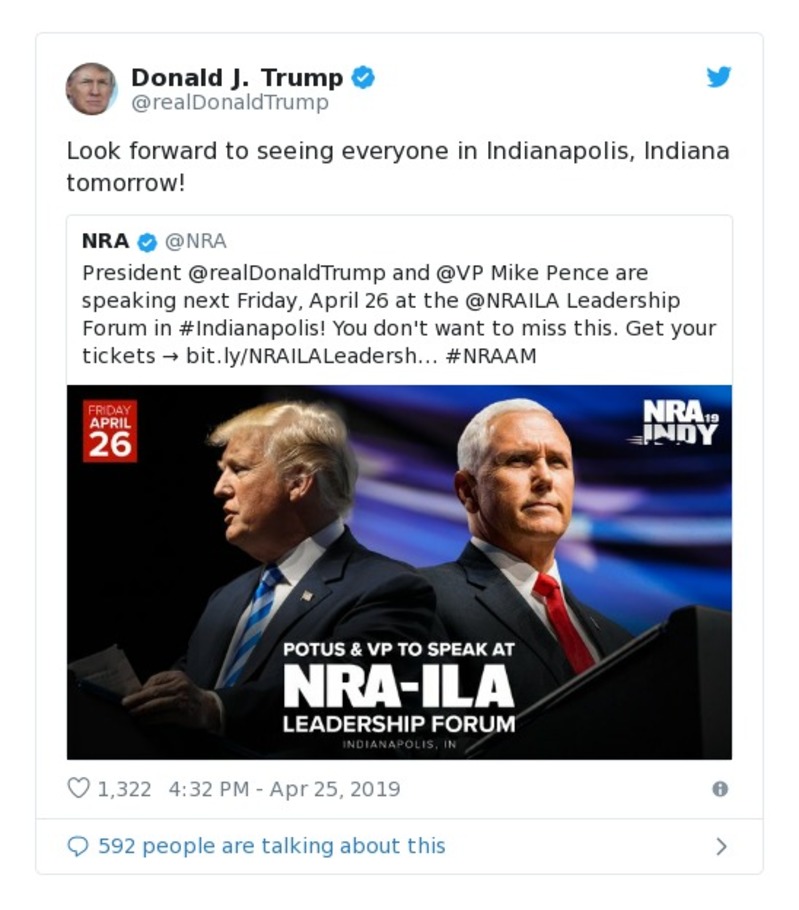 Donald J. Trump
@realDonaldTrump
Look forward to seeing everyone in Indianapolis, Indiana
tomorrow!
NRA @NRA
President @realDonaldTrump and @VP Mike Pence are
speaking next Friday, April 26 at the @NRAILA Leadership
Forum in #Indianapolis! You don't want to miss this. Get your
tickets → bit.ly/NRAILALeadersh… #NRAAM
FRIDAY
APRIL
26
NRA 19
INDY
POTUS & VP TO SPEAK AT
NRA-ILA
LEADERSHIP FORUM
INDIANAPOLIS, IN
1,322 4:32 PM - Apr 25, 2019
592 people are talking about this